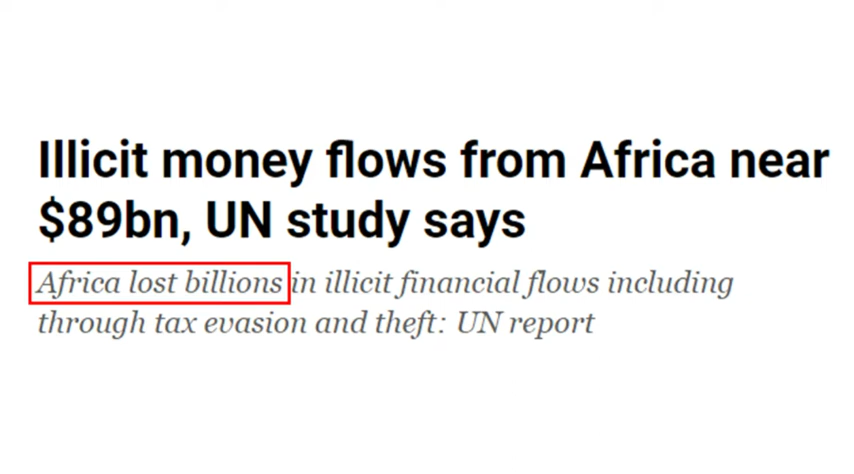 Illicit money flows from Africa near
$89bn, UN study says
Africa lost billions in illicit financial flows including
through tax evasion and theft: UN report